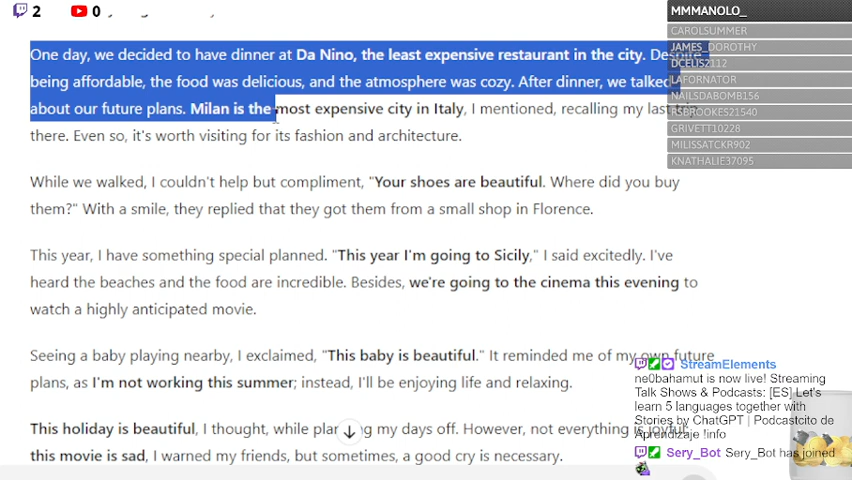 2 0
MMMANOLO_
CAROLSUMMER
JAMES_DOROTHY
DCEUS2112
LAFORNATOR
NAILSDABOMB156
RSBROOKES21540
GRIVETT10228
MILISSATCKR902
KNATHALIE37095
One day, we decided to have dinner at Da Nino, the least expensive restaurant in the city. Despite
being affordable, the food was delicious, and the atmosphere was cozy. After dinner, we talked
about our future plans. Milan is the most expensive city in Italy, I mentioned, recalling my last trip
there. Even so, it's worth visiting for its fashion and architecture.
While we walked, I couldn't help but compliment, "Your shoes are beautiful. Where did you buy
them?" With a smile, they replied that they got them from a small shop in Florence.
This year, I have something special planned. "This year I'm going to Sicily," I said excitedly. I've
heard the beaches and the food are incredible. Besides, we're going to the cinema this evening to
watch a highly anticipated movie.
Seeing a baby playing nearby, I exclaimed, "This baby is beautiful." It reminded me of my own future
plans, as I'm not working this summer; instead, I'll be enjoying life and relaxing.
This holiday is beautiful, I thought, while planning my days off. However, not everything is joyful;
this movie is sad, I warned my friends, but sometimes, a good cry is necessary.
StreamElements
ne0bahamut is now live! Streaming
Talk Shows & Podcasts: [ES] Let's
learn 5 languages together with
Stories by ChatGPT | Podcastcito de
Aprendizaje !info
Sery_Bot Sery_Bot has joined